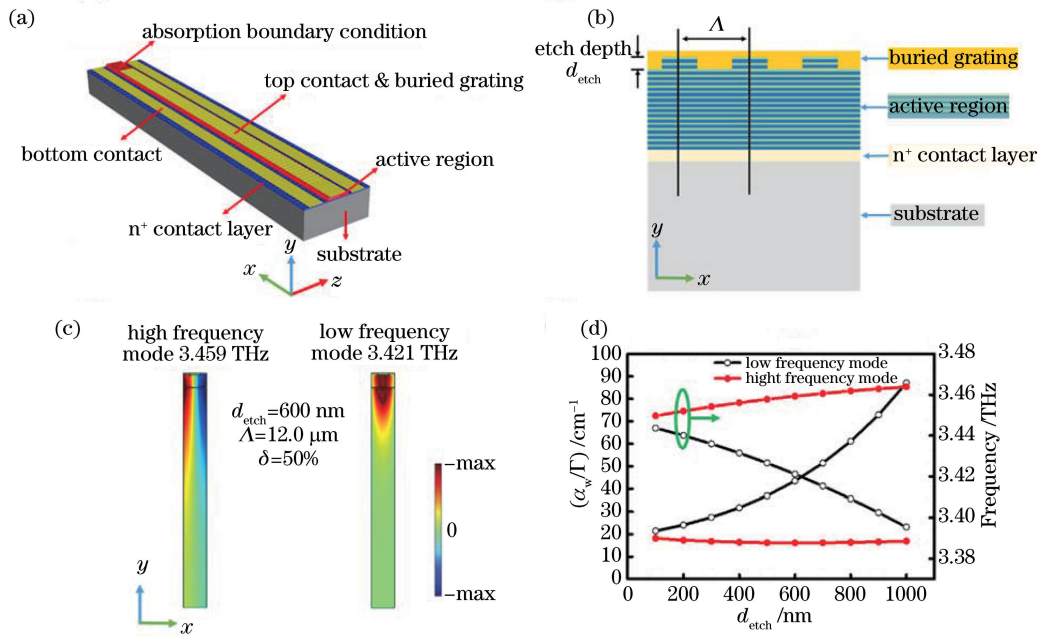 (a)
absorption boundary condition
top contact & buried grating
bottom contact
active region
n⁺ contact layer
substrate
y
x
z
(b)
Λ
etch depth
d_etch
buried grating
active region
n⁺ contact layer
substrate
y
x
(c)
high frequency
mode 3.459 THz
low frequency
mode 3.421 THz
d_etch=600 nm
Λ=12.0 μm
δ=50%
−max
0
−max
y
x
(d)
low frequency mode
hight frequency mode
(α_w/Γ) /cm⁻¹
100
90
80
70
60
50
40
30
20
10
0
3.48
3.46
3.44
3.42
3.40
3.38
Frequency /THz
0 200 400 600 800 1000
d_etch /nm